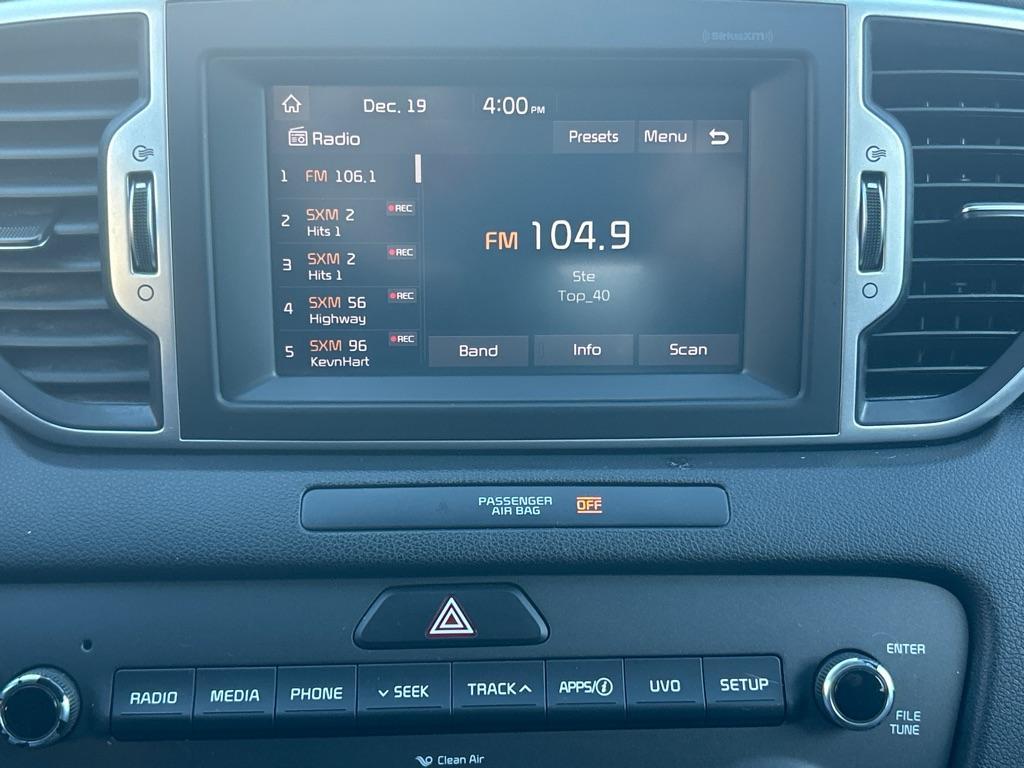 SiriusXM
Dec. 19 4:00 PM
Radio Presets Menu
1 FM 106.1
2 SXM 2 REC
Hits 1
3 SXM 2 REC
Hits 1
4 SXM 56 REC
Highway
5 SXM 96 REC
KevnHart
FM 104.9
Ste
Top_40
Band Info Scan
PASSENGER
AIR BAG OFF
ENTER
RADIO MEDIA PHONE SEEK TRACK APPS/i UVO SETUP
FILE
TUNE
Clean Air